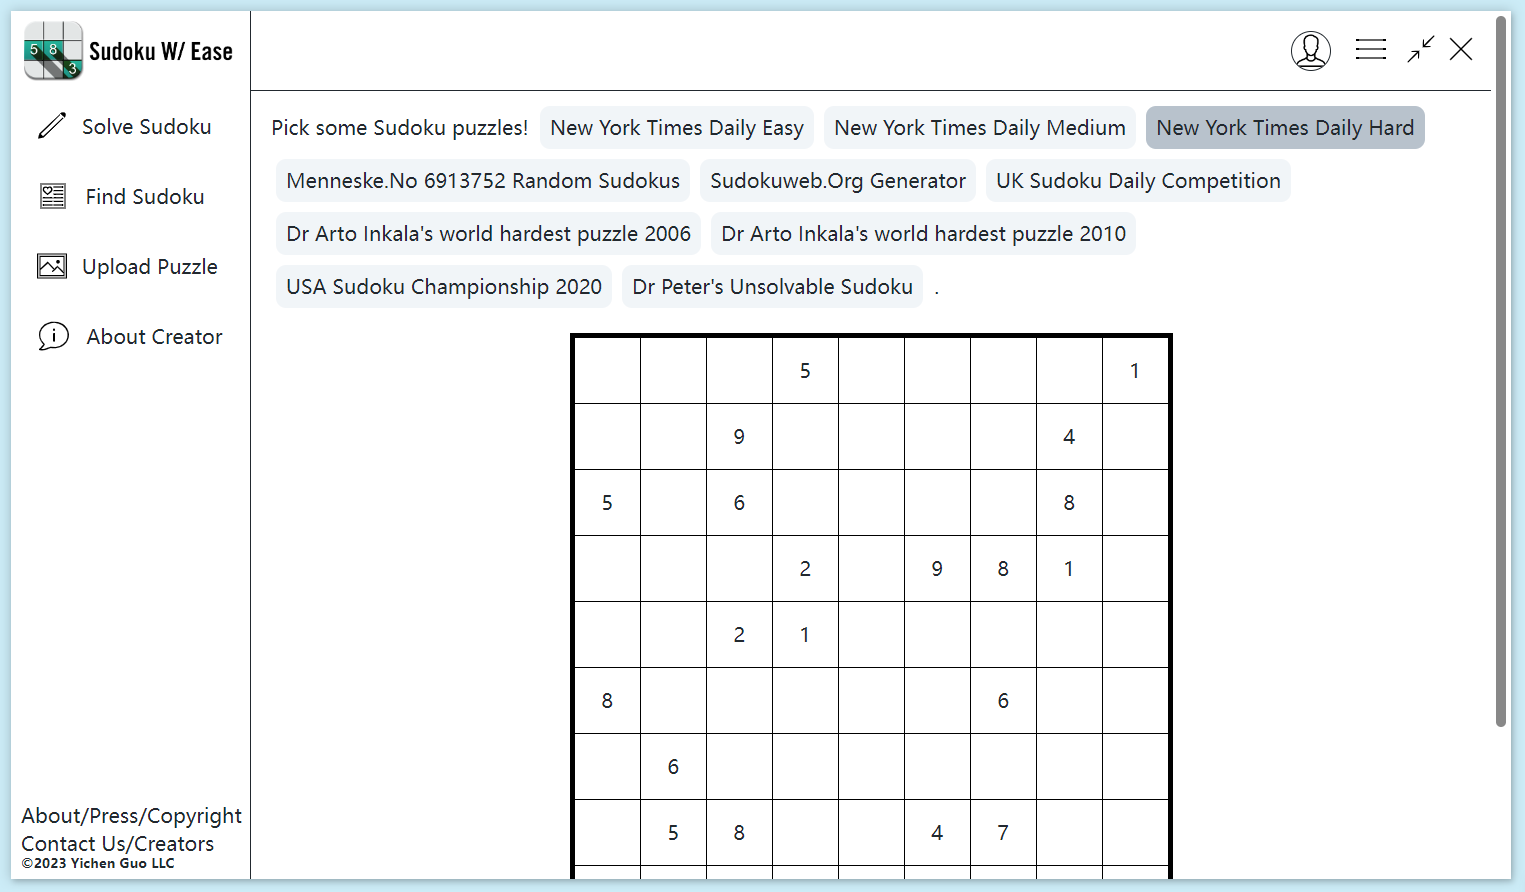 5 8
3
Sudoku W/ Ease
Solve Sudoku
Find Sudoku
Upload Puzzle
About Creator
About/Press/Copyright
Contact Us/Creators
©2023 Yichen Guo LLC
Pick some Sudoku puzzles! New York Times Daily Easy New York Times Daily Medium New York Times Daily Hard
Menneske.No 6913752 Random Sudokus Sudokuweb.Org Generator UK Sudoku Daily Competition
Dr Arto Inkala's world hardest puzzle 2006 Dr Arto Inkala's world hardest puzzle 2010
USA Sudoku Championship 2020 Dr Peter's Unsolvable Sudoku .
5 1
9 4
5 6 8
2 9 8 1
2 1
8 6
6
5 8 4 7